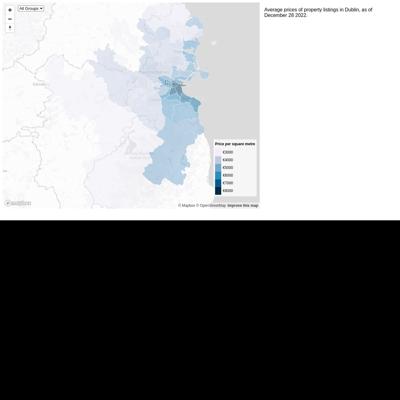 All Groups
Average prices of property listings in Dublin, as of
December 28 2022.
Price per square metre
€3000
€4000
€5000
€6000
€7000
€8000
mapbox
© Mapbox © OpenStreetMap Improve this map